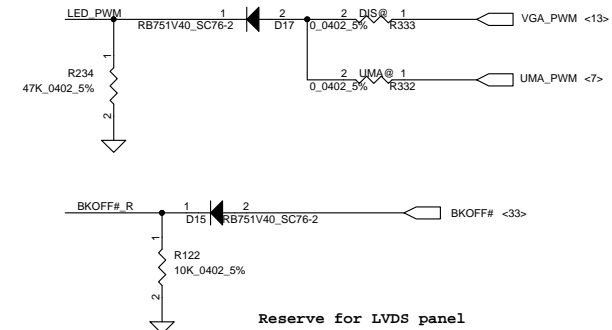 LED_PWM 1 2 2 DIS@ 1 VGA_PWM <13>
RB751V40_SC76-2 D17 0_0402_5% R333
1
R234
47K_0402_5%
2
2 UMA@ 1 UMA_PWM <7>
0_0402_5% R332
BKOFF#_R 1 2 BKOFF# <33>
D15 RB751V40_SC76-2
1
R122
10K_0402_5%
2
Reserve for LVDS panel